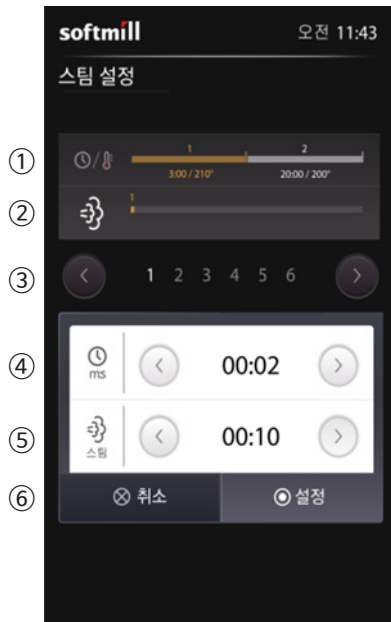 softmill 오전 11:43
스팀 설정
① / 1 2
3:00 / 210° 20:00 / 200°
② 1
③ 1 2 3 4 5 6
④ 00:02
m:s
⑤ 00:10
스팀
⑥ 취소 설정